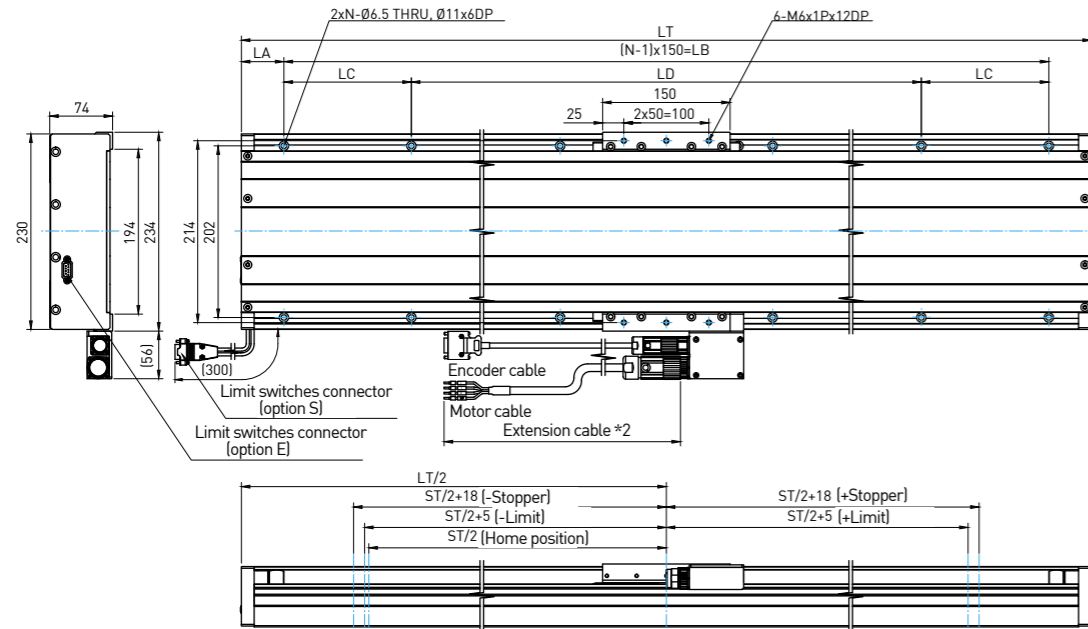 2xN-Ø6.5 THRU, Ø11x6DP
6-M6x1Px12DP
LT
LA
(N-1)x150=LB
LC
LD
LC
150
74
25
2x50=100
230
194
234
214
202
(56)
(300)
Encoder cable
Limit switches connector
(option S)
Motor cable
Limit switches connector
(option E)
Extension cable *2
LT/2
ST/2+18 (-Stopper)
ST/2+18 (+Stopper)
ST/2+5 (-Limit)
ST/2+5 (+Limit)
ST/2 (Home position)